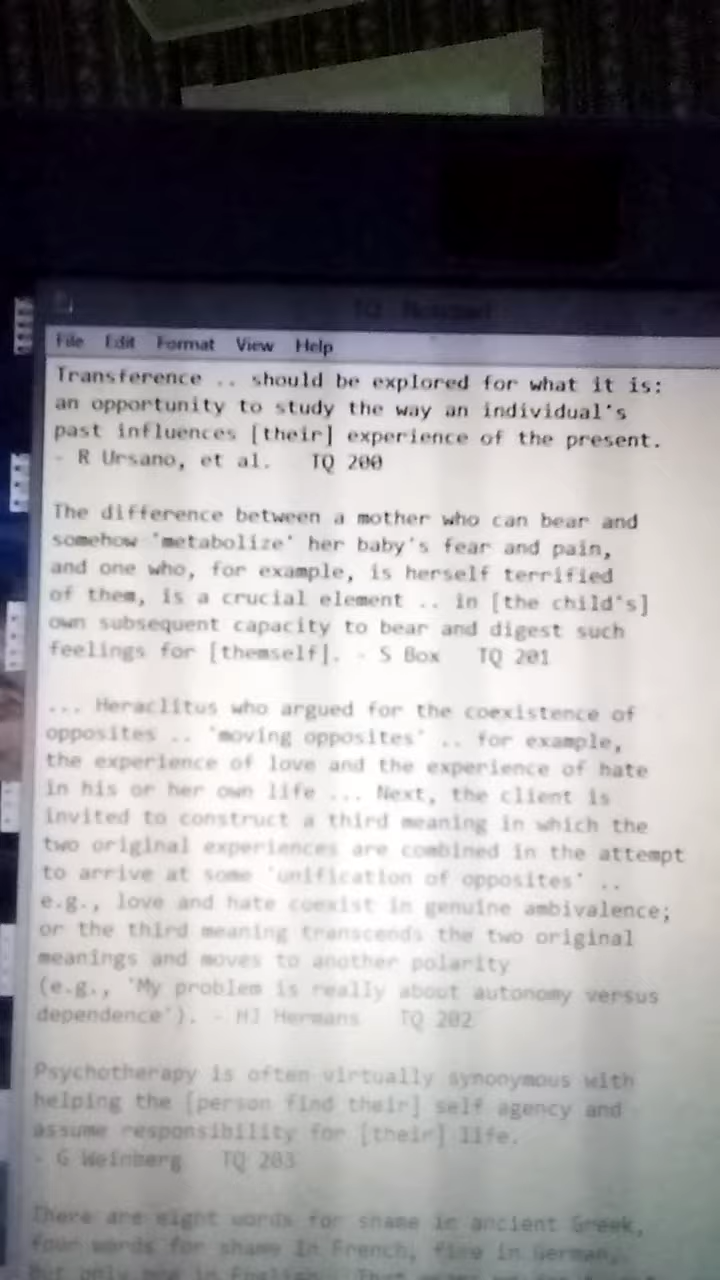 TQ - Notepad
File Edit Format View Help
Transference .. should be explored for what it is:
an opportunity to study the way an individual's
past influences [their] experience of the present.
- R Ursano, et al. TQ 200
The difference between a mother who can bear and
somehow 'metabolize' her baby's fear and pain,
and one who, for example, is herself terrified
of them, is a crucial element .. in [the child's]
own subsequent capacity to bear and digest such
feelings for [themself]. - S Box TQ 201
... Heraclitus who argued for the coexistence of
opposites .. 'moving opposites' .. for example,
the experience of love and the experience of hate
in his or her own life ... Next, the client is
invited to construct a third meaning in which the
two original experiences are combined in the attempt
to arrive at some 'unification of opposites' ..
e.g., love and hate coexist in genuine ambivalence;
or the third meaning transcends the two original
meanings and moves to another polarity
(e.g., 'My problem is really about autonomy versus
dependence'). - HJ Hermans TQ 202
Psychotherapy is often virtually synonymous with
helping the [person find their] self agency and
assume responsibility for [their] life.
- G Weinberg TQ 203
There are eight words for shame in ancient Greek,
four words for shame in French, five in German,
but only one in English.